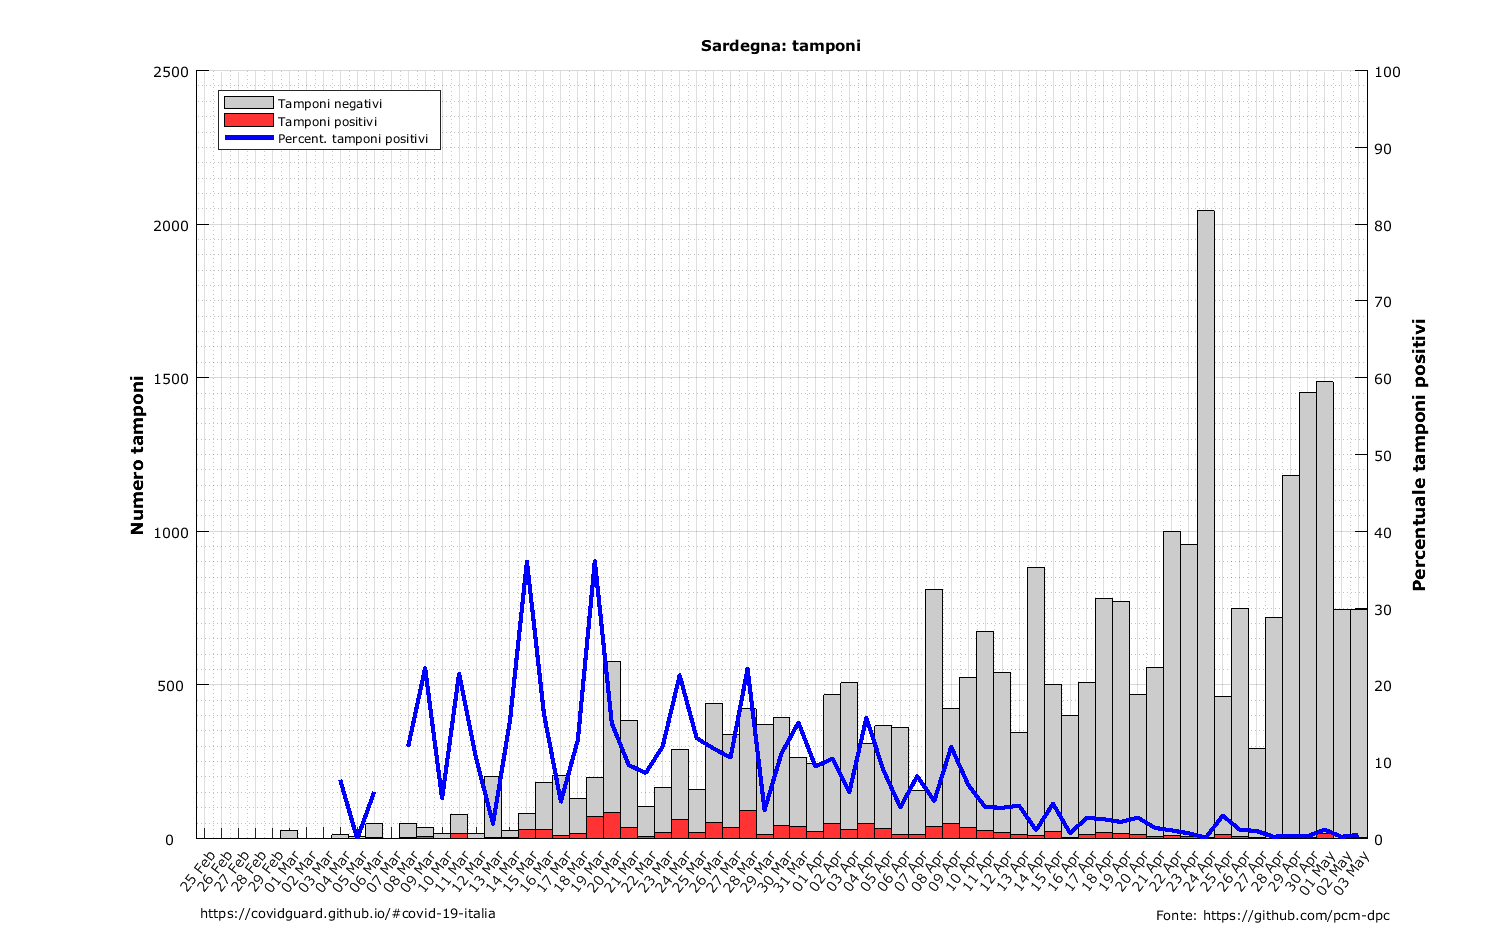 Sardegna: tamponi
2500
2000
1500
1000
500
0
Numero tamponi
Tamponi negativi
Tamponi positivi
Percent. tamponi positivi
100
90
80
70
60
50
40
30
20
10
0
Percentuale tamponi positivi
25 Feb
26 Feb
27 Feb
28 Feb
29 Feb
01 Mar
02 Mar
03 Mar
04 Mar
05 Mar
06 Mar
07 Mar
08 Mar
09 Mar
10 Mar
11 Mar
12 Mar
13 Mar
14 Mar
15 Mar
16 Mar
17 Mar
18 Mar
19 Mar
20 Mar
21 Mar
22 Mar
23 Mar
24 Mar
25 Mar
26 Mar
27 Mar
28 Mar
29 Mar
30 Mar
31 Mar
01 Apr
02 Apr
03 Apr
04 Apr
05 Apr
06 Apr
07 Apr
08 Apr
09 Apr
10 Apr
11 Apr
12 Apr
13 Apr
14 Apr
15 Apr
16 Apr
17 Apr
18 Apr
19 Apr
20 Apr
21 Apr
22 Apr
23 Apr
24 Apr
25 Apr
26 Apr
27 Apr
28 Apr
29 Apr
30 Apr
01 May
02 May
03 May
https://covidguard.github.io/#covid-19-italia
Fonte: https://github.com/pcm-dpc